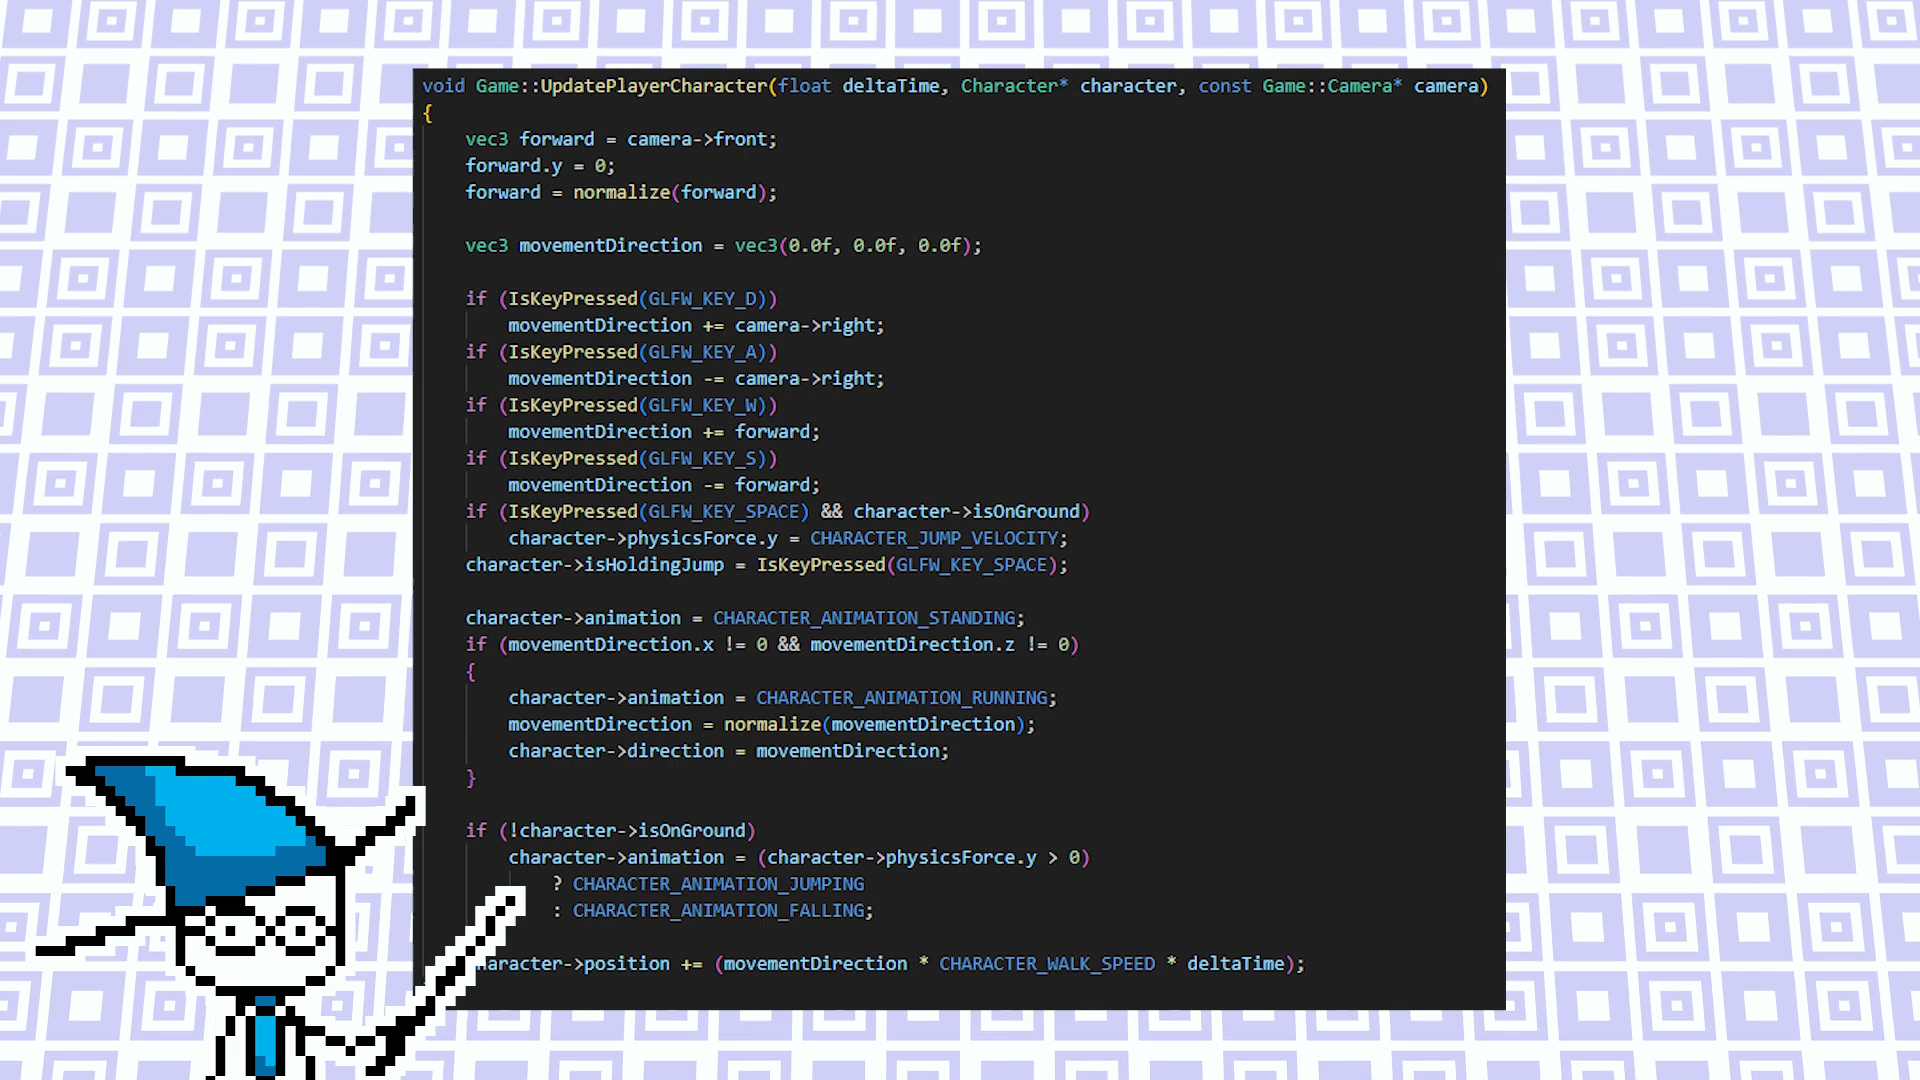 void Game::UpdatePlayerCharacter(float deltaTime, Character* character, const Game::Camera* camera)
{
vec3 forward = camera->front;
forward.y = 0;
forward = normalize(forward);
vec3 movementDirection = vec3(0.0f, 0.0f, 0.0f);
if (IsKeyPressed(GLFW_KEY_D))
movementDirection += camera->right;
if (IsKeyPressed(GLFW_KEY_A))
movementDirection -= camera->right;
if (IsKeyPressed(GLFW_KEY_W))
movementDirection += forward;
if (IsKeyPressed(GLFW_KEY_S))
movementDirection -= forward;
if (IsKeyPressed(GLFW_KEY_SPACE) && character->isOnGround)
character->physicsForce.y = CHARACTER_JUMP_VELOCITY;
character->isHoldingJump = IsKeyPressed(GLFW_KEY_SPACE);
character->animation = CHARACTER_ANIMATION_STANDING;
if (movementDirection.x != 0 && movementDirection.z != 0)
{
character->animation = CHARACTER_ANIMATION_RUNNING;
movementDirection = normalize(movementDirection);
character->direction = movementDirection;
}
if (!character->isOnGround)
character->animation = (character->physicsForce.y > 0)
? CHARACTER_ANIMATION_JUMPING
: CHARACTER_ANIMATION_FALLING;
haracter->position += (movementDirection * CHARACTER_WALK_SPEED * deltaTime);